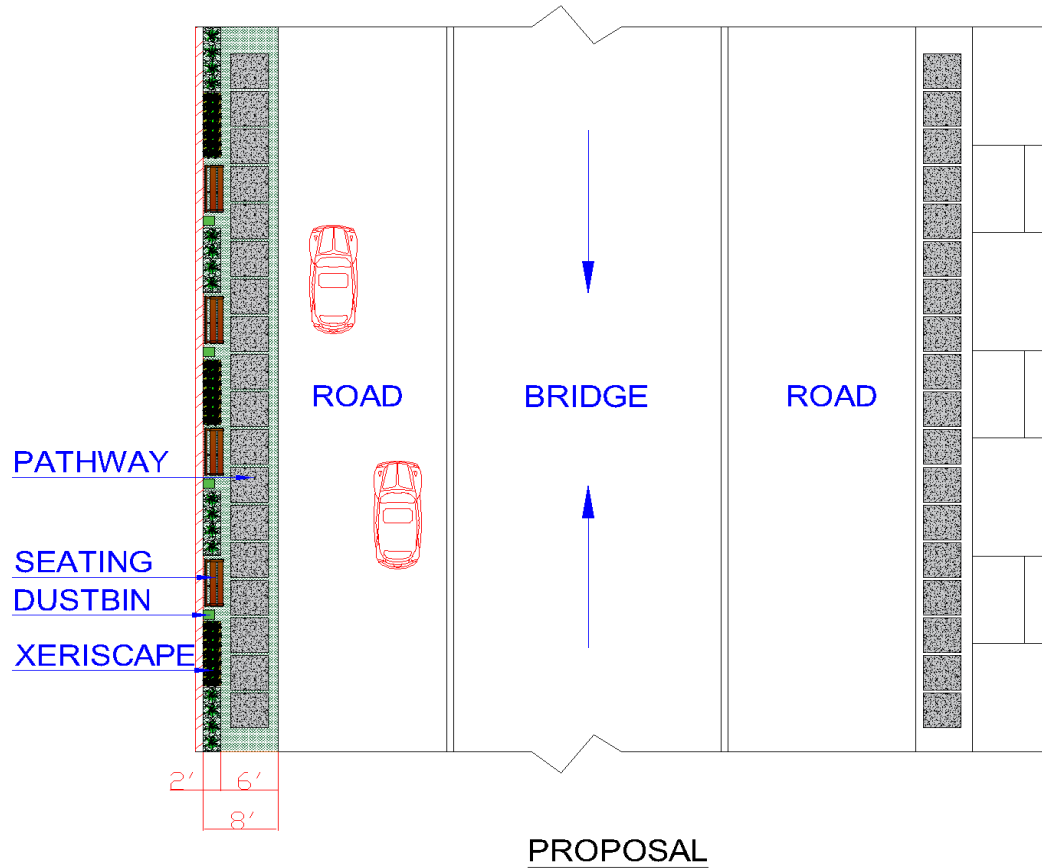 ROAD
BRIDGE
ROAD
PATHWAY
SEATING
DUSTBIN
XERISCAPE
2'
6'
8'
PROPOSAL